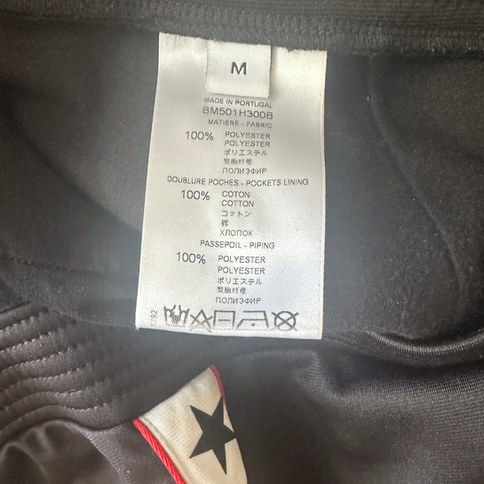 M
MADE IN PORTUGAL
BM501H300B
MATIERE - FABRIC
100% POLYESTER
POLYESTER
ポリエステル
聚酯纤维
ПОЛИЭФИР
DOUBLURE POCHES - POCKETS LINING
100% COTON
COTTON
コットン
棉
ХЛОПОК
PASSEPOIL - PIPING
100% POLYESTER
POLYESTER
ポリエステル
聚酯纤维
ПОЛИЭФИР